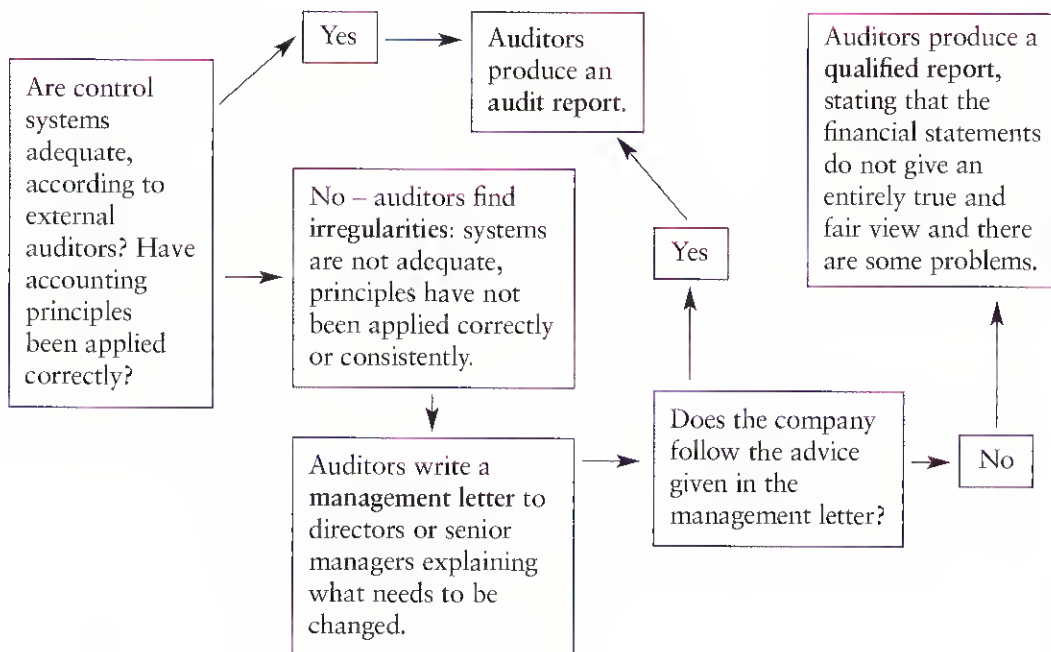 Are control
systems
adequate,
according to
external
auditors? Have
accounting
principles
been applied
correctly?
Yes
Auditors
produce an
audit report.
No – auditors find
irregularities: systems
are not adequate,
principles have not
been applied correctly
or consistently.
Auditors write a
management letter to
directors or senior
managers explaining
what needs to be
changed.
Does the company
follow the advice
given in the
management letter?
Yes
No
Auditors produce a
qualified report,
stating that the
financial statements
do not give an
entirely true and
fair view and there
are some problems.